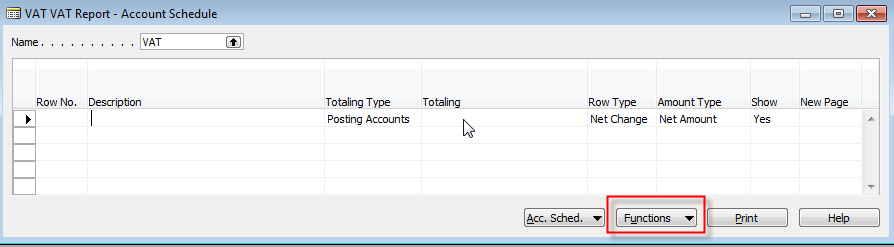 VAT VAT Report - Account Schedule
Name . . . . . . . . . . VAT
Row No. Description Totaling Type Totaling Row Type Amount Type Show New Page
Posting Accounts Net Change Net Amount Yes
Acc. Sched. Functions Print Help